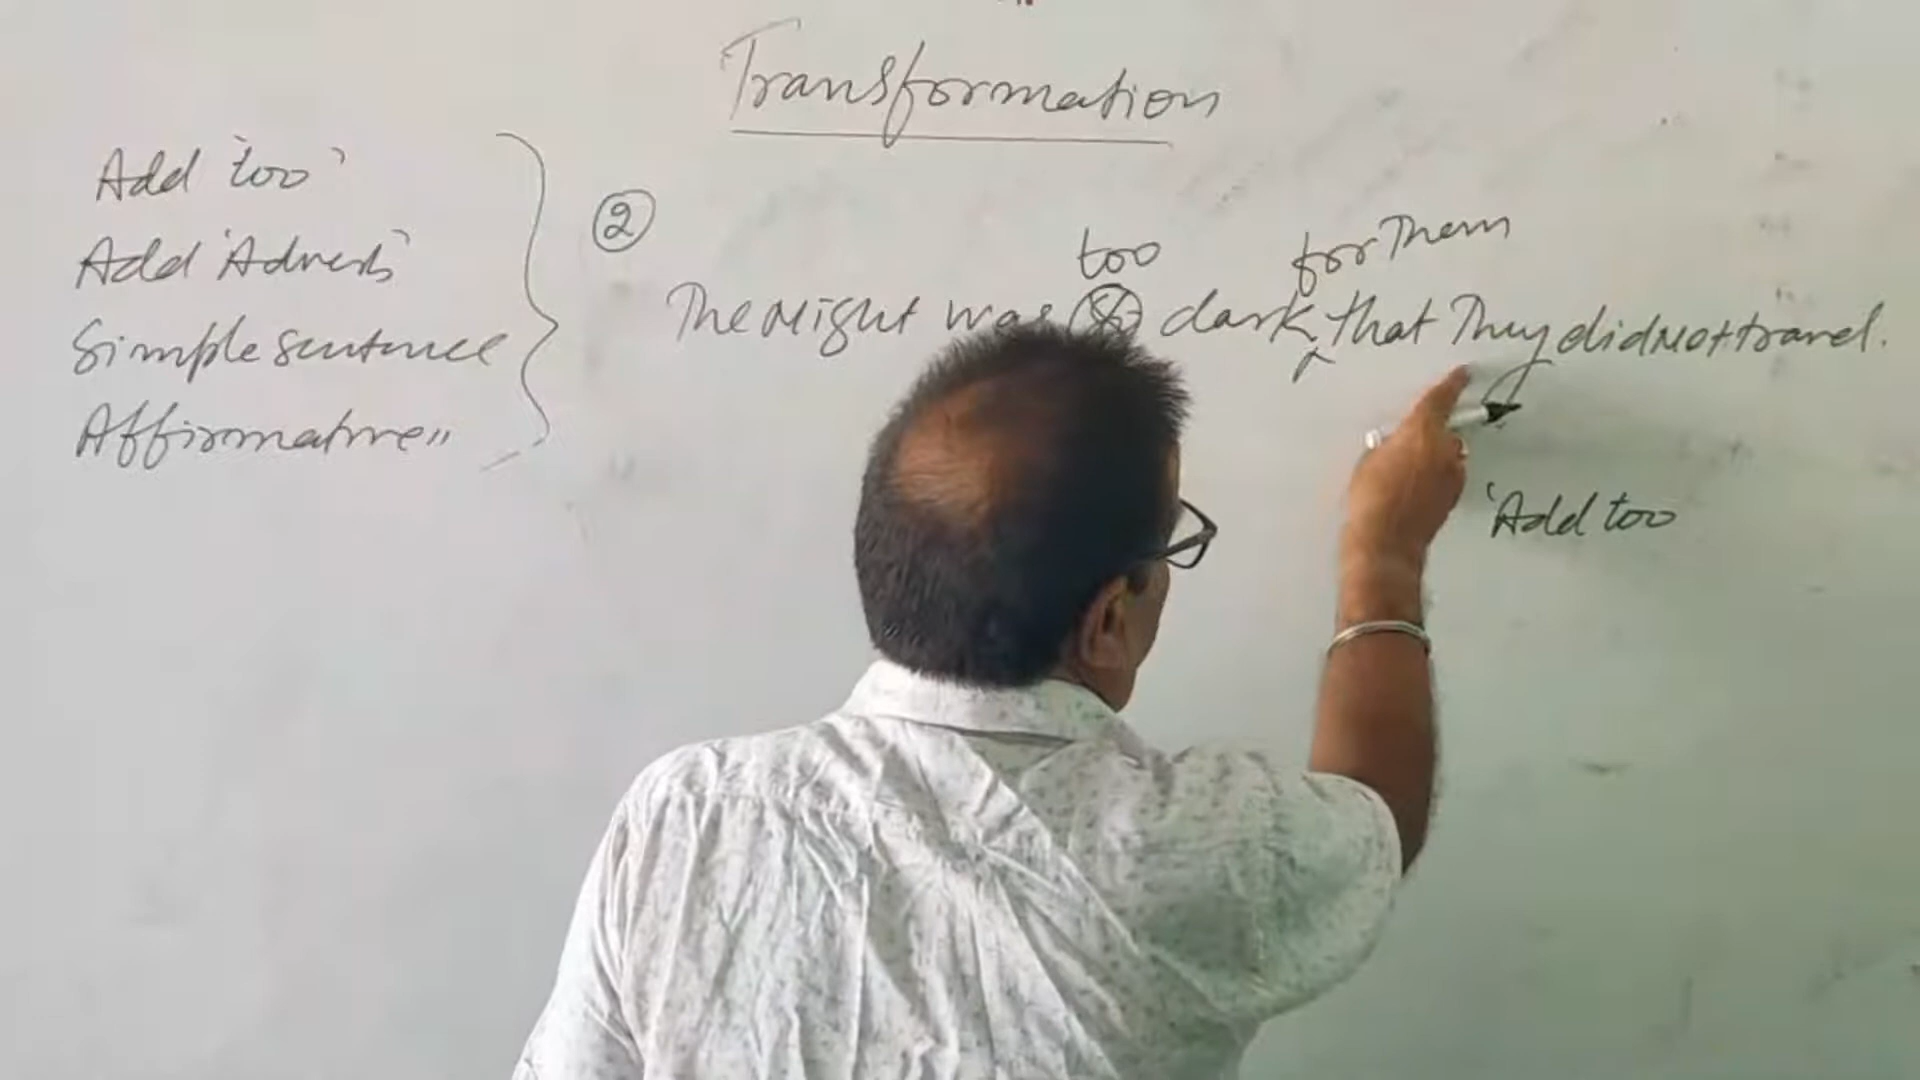 Transformation
Add 'too'
Add 'Adverb'
Simple sentence
Affirmative "
②
too for Them
The Night was so dark ^ that They did Not travel.
'Add too